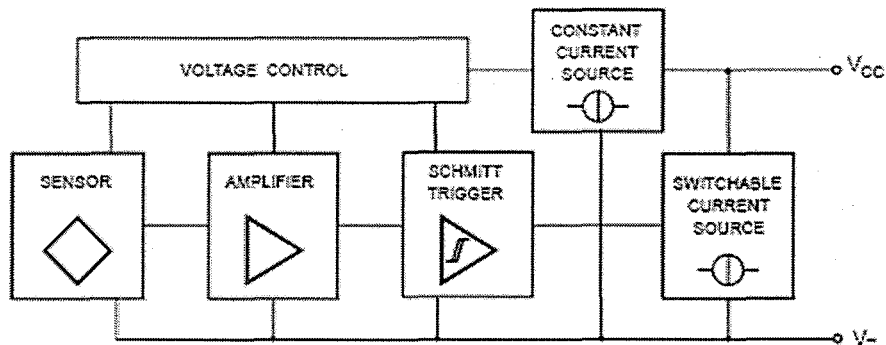 CONSTANT
CURRENT
SOURCE
VOLTAGE CONTROL
VCC
SENSOR
AMPLIFIER
SCHMITT
TRIGGER
SWITCHABLE
CURRENT
SOURCE